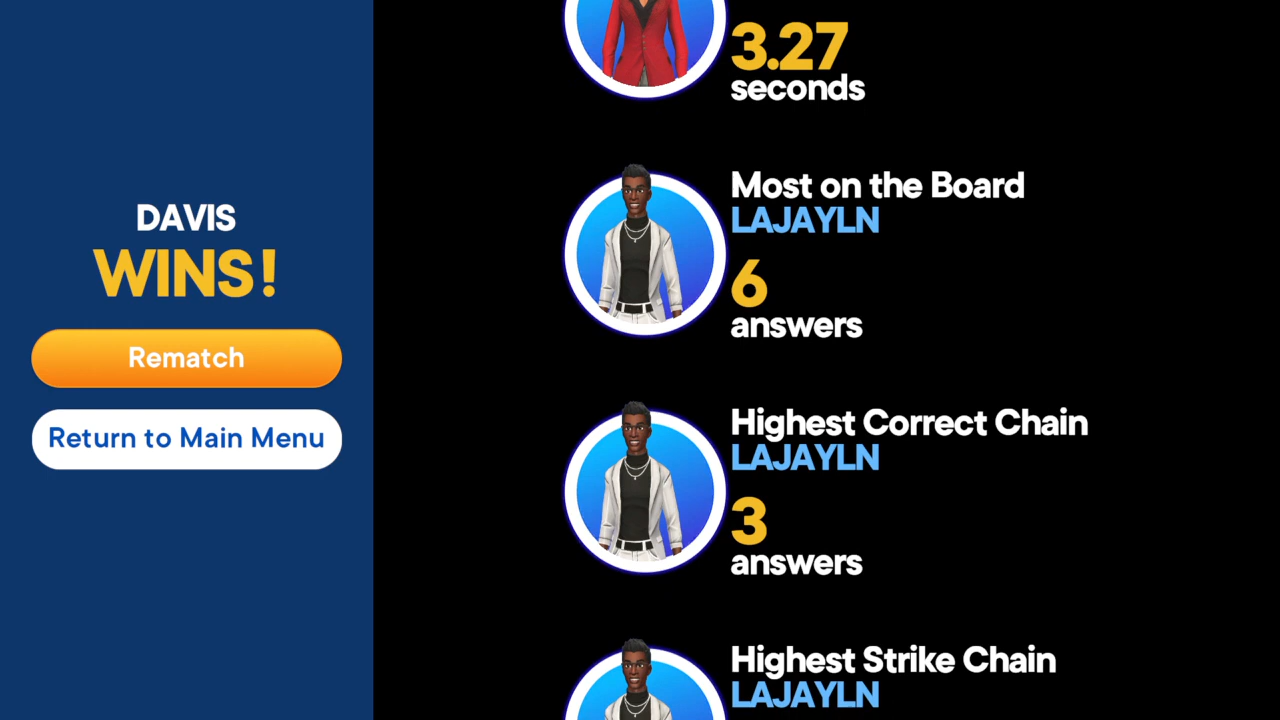 DAVIS
WINS!
Rematch
Return to Main Menu
3.27
seconds
Most on the Board
LAJAYLN
6
answers
Highest Correct Chain
LAJAYLN
3
answers
Highest Strike Chain
LAJAYLN